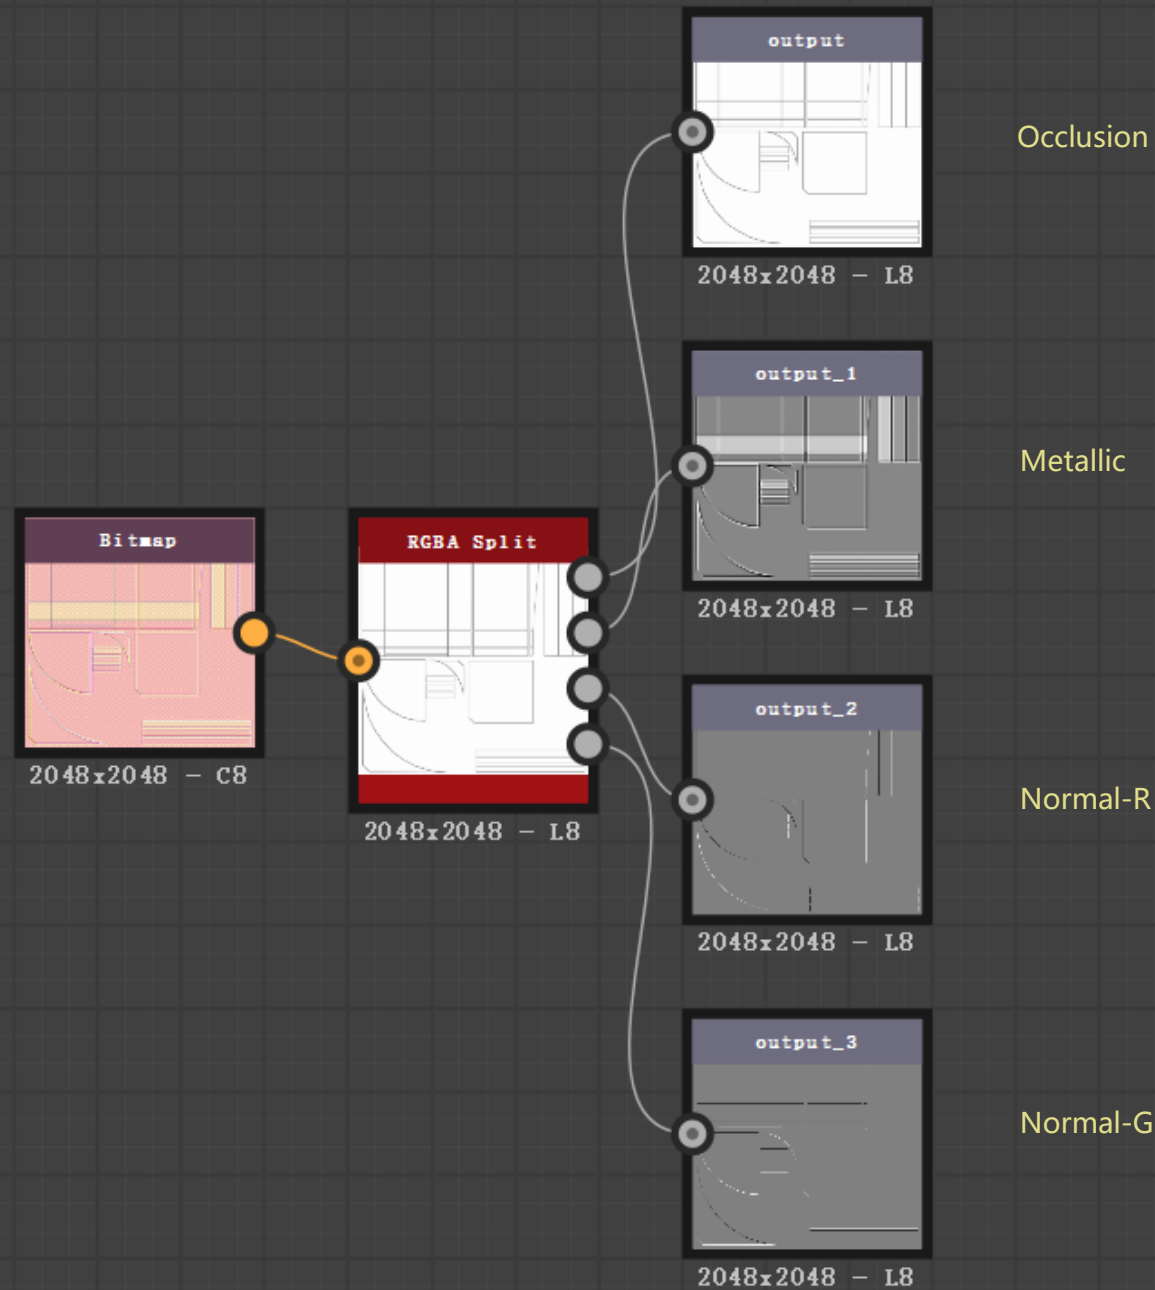 output
2048x2048 - L8
Occlusion
output_1
2048x2048 - L8
Metallic
Bitmap
2048x2048 - C8
RGBA Split
2048x2048 - L8
output_2
2048x2048 - L8
Normal-R
output_3
2048x2048 - L8
Normal-G